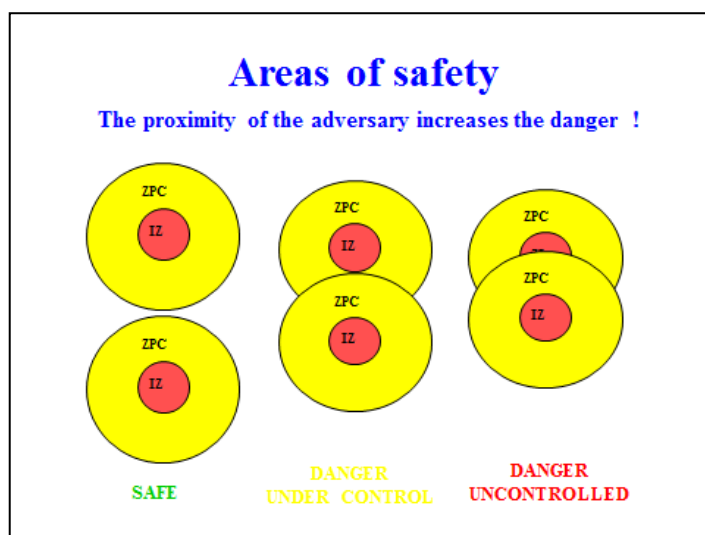 Areas of safety
The proximity of the adversary increases the danger !
ZPC
IZ
ZPC
IZ
SAFE
ZPC
IZ
ZPC
IZ
DANGER
UNDER CONTROL
ZPC
ZPC
IZ
DANGER
UNCONTROLLED